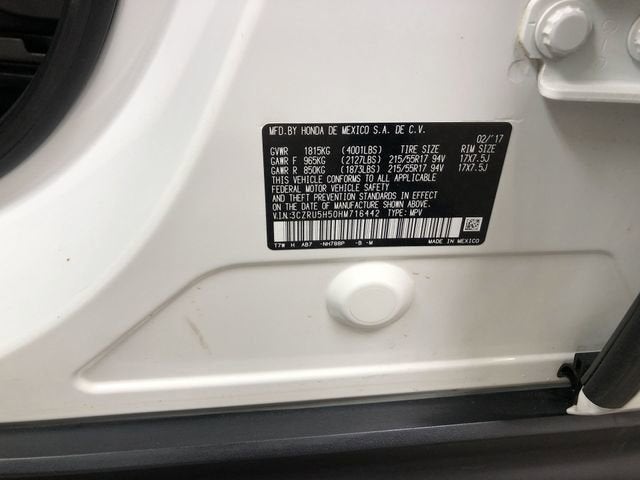 MFD.BY HONDA DE MEXICO S.A. DE C.V. 02/'17
GVWR 1815KG (4001LBS) TIRE SIZE RIM SIZE
GAWR F 965KG (2127LBS) 215/55R17 94V 17X7.5J
GAWR R 850KG (1873LBS) 215/55R17 94V 17X7.5J
THIS VEHICLE CONFORMS TO ALL APPLICABLE
FEDERAL MOTOR VEHICLE SAFETY
AND THEFT PREVENTION STANDARDS IN EFFECT
ON THE DATE OF MANUFACTURE SHOWN ABOVE.
V.I.N:3CZRU5H50HM716442 TYPE: MPV
T7W H AB7 -NH788P -B -M MADE IN MEXICO